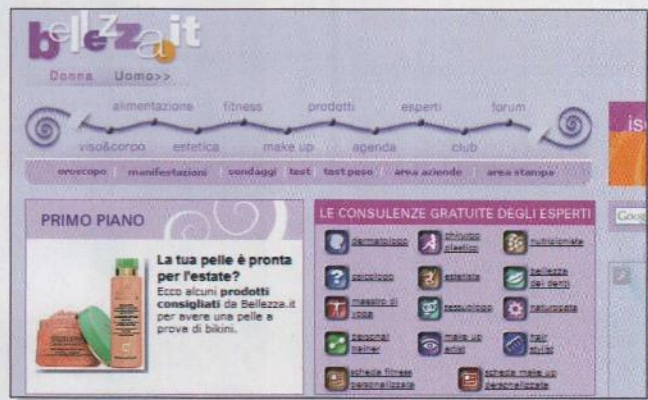 bellezza.it
Donna Uomo>>
alimentazione fitness prodotti esperti forum
viso&corpo estetica make up agenda club
oroscopo | manifestazioni | sondaggi | test | test peso | area aziende | area stampa
PRIMO PIANO
La tua pelle è pronta
per l'estate?
Ecco alcuni prodotti
consigliati da Bellezza.it
per avere una pelle a
prova di bikini.
LE CONSULENZE GRATUITE DEGLI ESPERTI
dermatologo
chirurgo
plastico
nutrizionista
psicologo
estetista
bellezza
dei denti
maestro di
yoga
sessuologo
naturopata
personal
trainer
make up
artist
hair
stylist
scheda fitness
personalizzata
scheda make up
personalizzata
isc
Goog